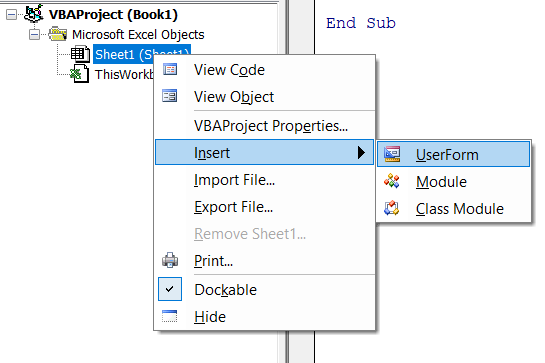 VBAProject (Book1)
End Sub
Microsoft Excel Objects
Sheet1 (Sheet1)
ThisWorkb
View Code
View Object
VBAProject Properties...
Insert
UserForm
Import File...
Module
Export File...
Class Module
Remove Sheet1...
Print...
Dockable
Hide